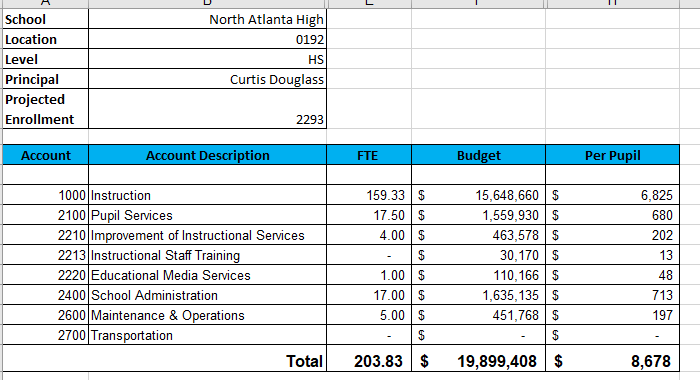 School North Atlanta High
Location 0192
Level HS
Principal Curtis Douglass
Projected
Enrollment 2293
Account Account Description FTE Budget Per Pupil
1000 Instruction 159.33 $ 15,648,660 $ 6,825
2100 Pupil Services 17.50 $ 1,559,930 $ 680
2210 Improvement of Instructional Services 4.00 $ 463,578 $ 202
2213 Instructional Staff Training - $ 30,170 $ 13
2220 Educational Media Services 1.00 $ 110,166 $ 48
2400 School Administration 17.00 $ 1,635,135 $ 713
2600 Maintenance & Operations 5.00 $ 451,768 $ 197
2700 Transportation - $ - $ -
Total 203.83 $ 19,899,408 $ 8,678